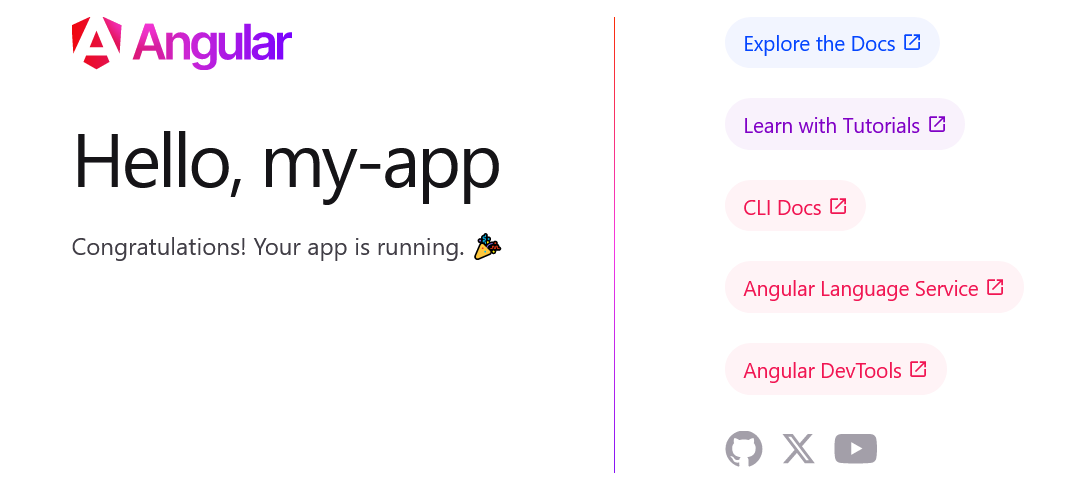 Angular
Hello, my-app
Congratulations! Your app is running. 🎉
Explore the Docs
Learn with Tutorials
CLI Docs
Angular Language Service
Angular DevTools